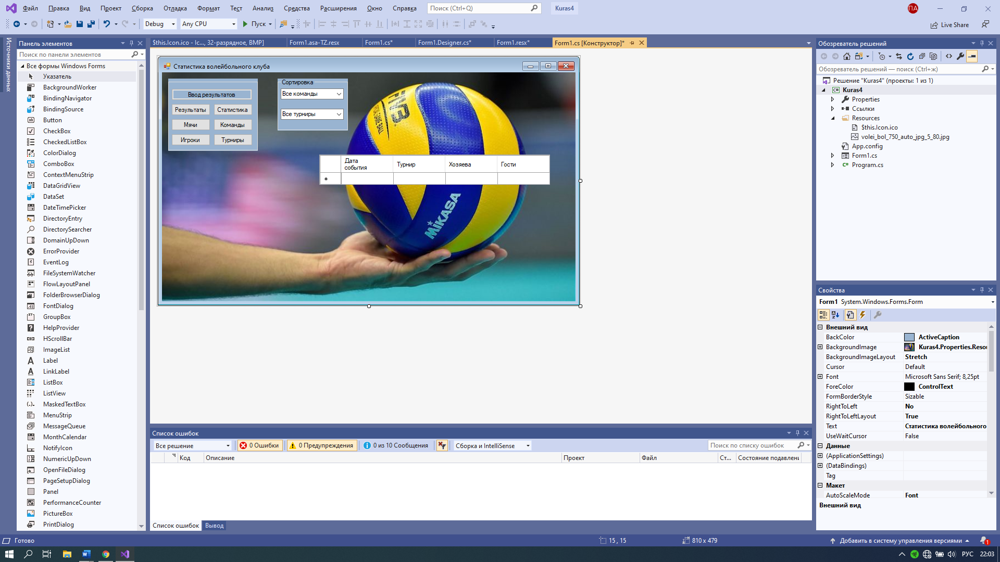 Файл Правка Вид Проект Сборка Отладка Формат Тест Анализ Средства Расширения Окно Справка Поиск (Ctrl+Q) Kuras4 ПА
Debug Any CPU Пуск Live Share
Источники данных
Панель элементов
Поиск по панели элементов
Все формы Windows Forms
Указатель
BackgroundWorker
BindingNavigator
BindingSource
Button
CheckBox
CheckedListBox
ColorDialog
ComboBox
ContextMenuStrip
DataGridView
DataSet
DateTimePicker
DirectoryEntry
DirectorySearcher
DomainUpDown
ErrorProvider
EventLog
FileSystemWatcher
FlowLayoutPanel
FolderBrowserDialog
FontDialog
GroupBox
HelpProvider
HScrollBar
ImageList
Label
LinkLabel
ListBox
ListView
MaskedTextBox
MenuStrip
MessageQueue
MonthCalendar
NotifyIcon
NumericUpDown
OpenFileDialog
PageSetupDialog
Panel
PerformanceCounter
PictureBox
PrintDialog
$this.Icon.ico - Ic..., 32-разрядное, BMP] Form1.asa-TZ.resx Form1.cs* Form1.Designer.cs* Form1.resx* Form1.cs [Конструктор]*
Статистика волейбольного клуба
Ввод результатов
Результаты Статистика
Мячи Команды
Игроки Турниры
Сортировка
Все команды
Все турниры
Дата события Турнир Хозяева Гости
MIKASA
Список ошибок
Все решение 0 Ошибки 0 Предупреждения 0 из 10 Сообщения Сборка и IntelliSense Поиск по списку ошибок
Код Описание Проект Файл Ст... Состояние подавлени
Список ошибок Вывод
Обозреватель решений
Обозреватель решений — поиск (Ctrl+ж)
Решение "Kuras4" (проекты: 1 из 1)
Kuras4
Properties
Ссылки
Resources
$this.Icon.ico
volei_bol_750_auto_jpg_5_80.jpg
App.config
Form1.cs
Program.cs
Свойства
Form1 System.Windows.Forms.Form
Внешний вид
BackColor ActiveCaption
BackgroundImage Kuras4.Properties.Resou
BackgroundImageLayout Stretch
Cursor Default
Font Microsoft Sans Serif; 8,25pt
ForeColor ControlText
FormBorderStyle Sizable
RightToLeft No
RightToLeftLayout True
Text Статистика волейбольного
UseWaitCursor False
Данные
(ApplicationSettings)
(DataBindings)
Tag
Макет
AutoScaleMode Font
Внешний вид
Готово 15 , 15 810 x 479 Добавить в систему управления версиями 1
РУС 22:03